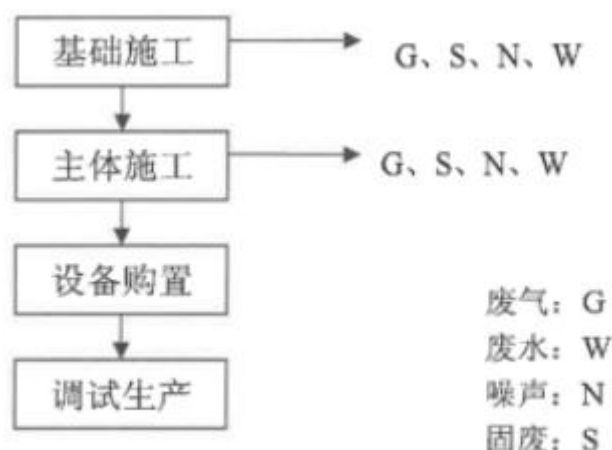 基础施工
G、S、N、W
主体施工
G、S、N、W
设备购置
调试生产
废气：G
废水：W
噪声：N
固废：S